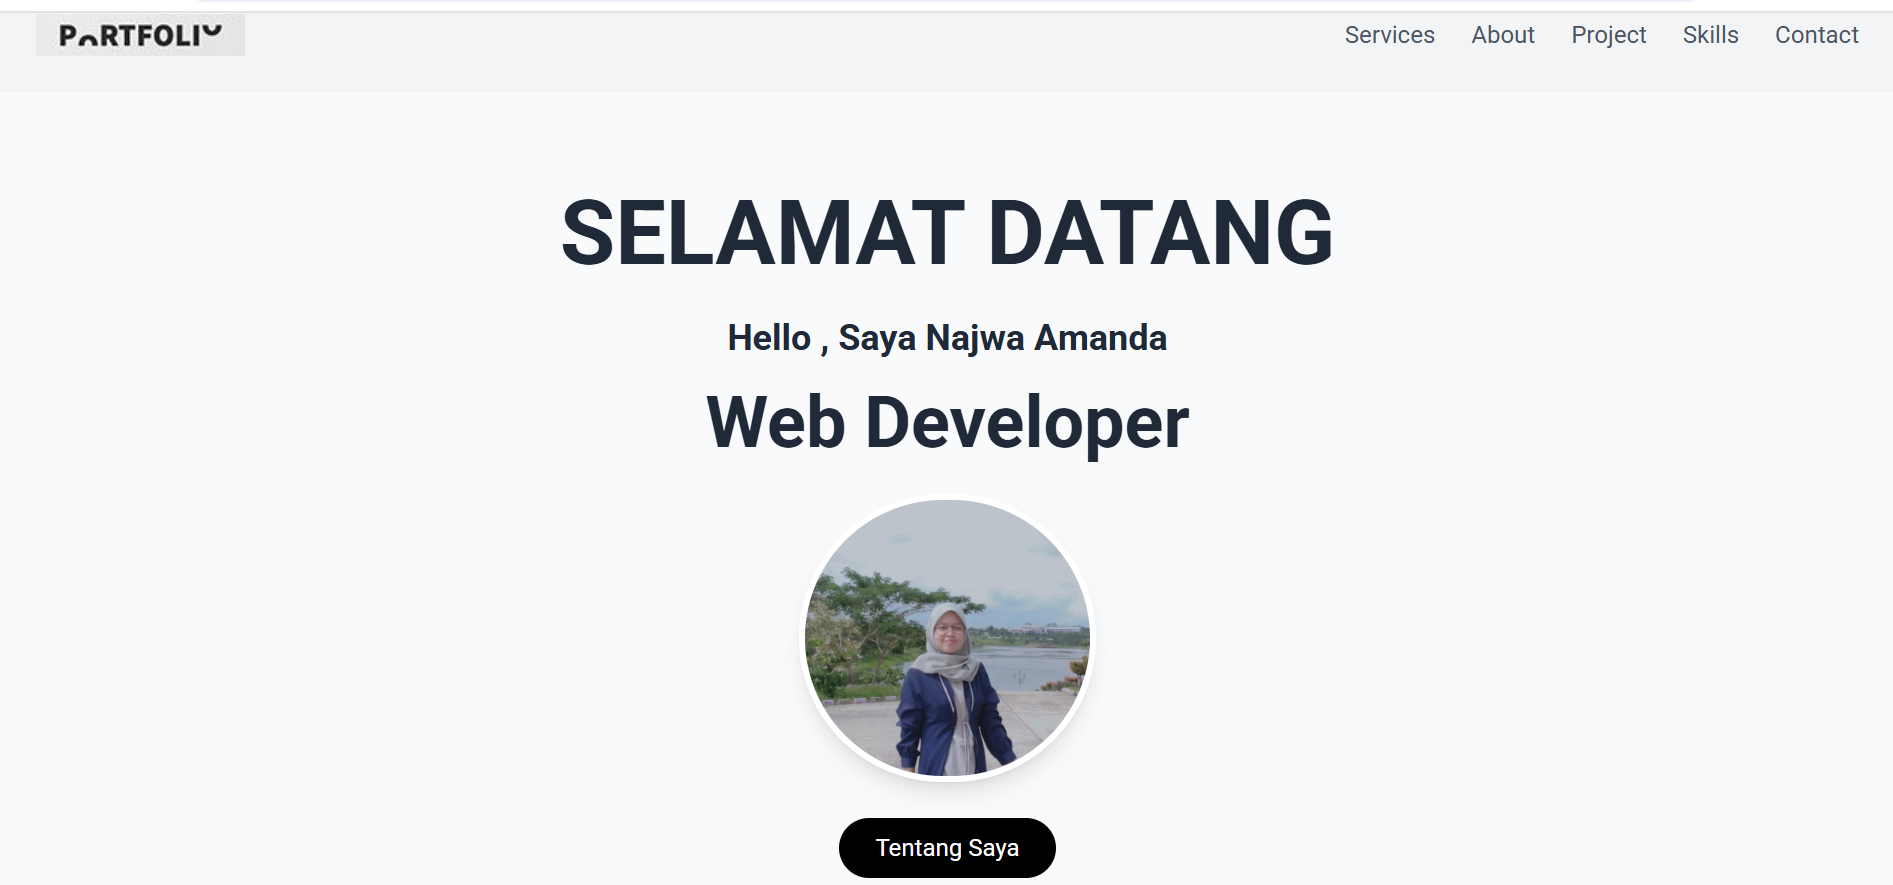 PORTFOLIO
Services About Project Skills Contact
SELAMAT DATANG
Hello , Saya Najwa Amanda
Web Developer
Tentang Saya